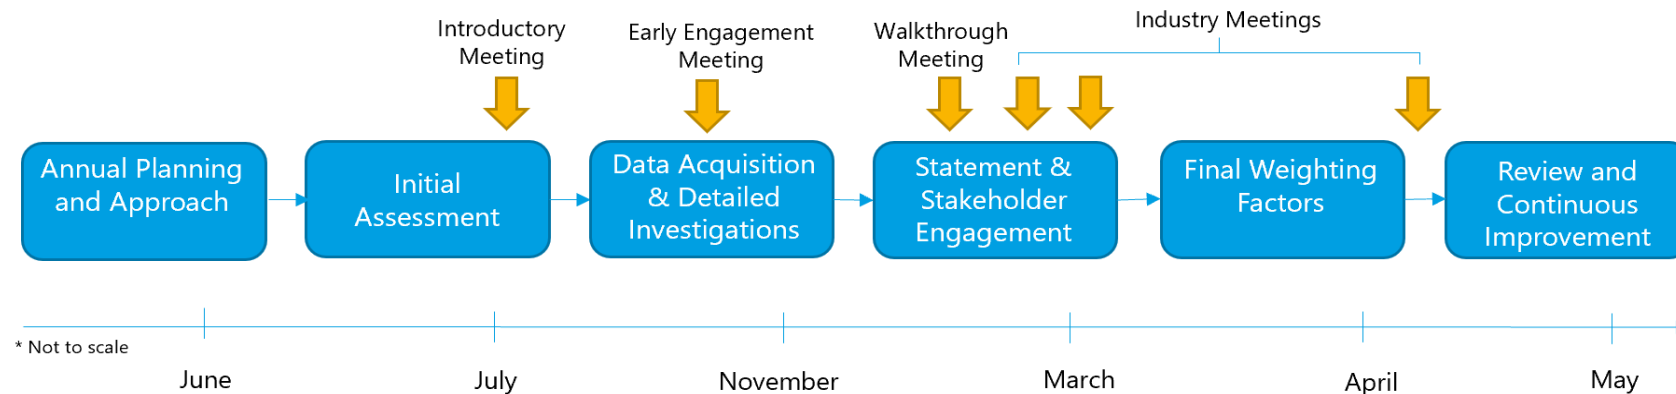 Introductory
Meeting
Early Engagement
Meeting
Walkthrough
Meeting
Industry Meetings
Annual Planning
and Approach
Initial
Assessment
Data Acquisition
& Detailed
Investigations
Statement &
Stakeholder
Engagement
Final Weighting
Factors
Review and
Continuous
Improvement
* Not to scale
June
July
November
March
April
May